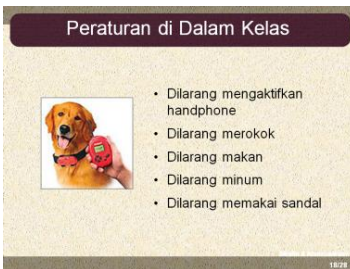 Peraturan di Dalam Kelas
• Dilarang mengaktifkan
handphone
• Dilarang merokok
• Dilarang makan
• Dilarang minum
• Dilarang memakai sandal
18/28